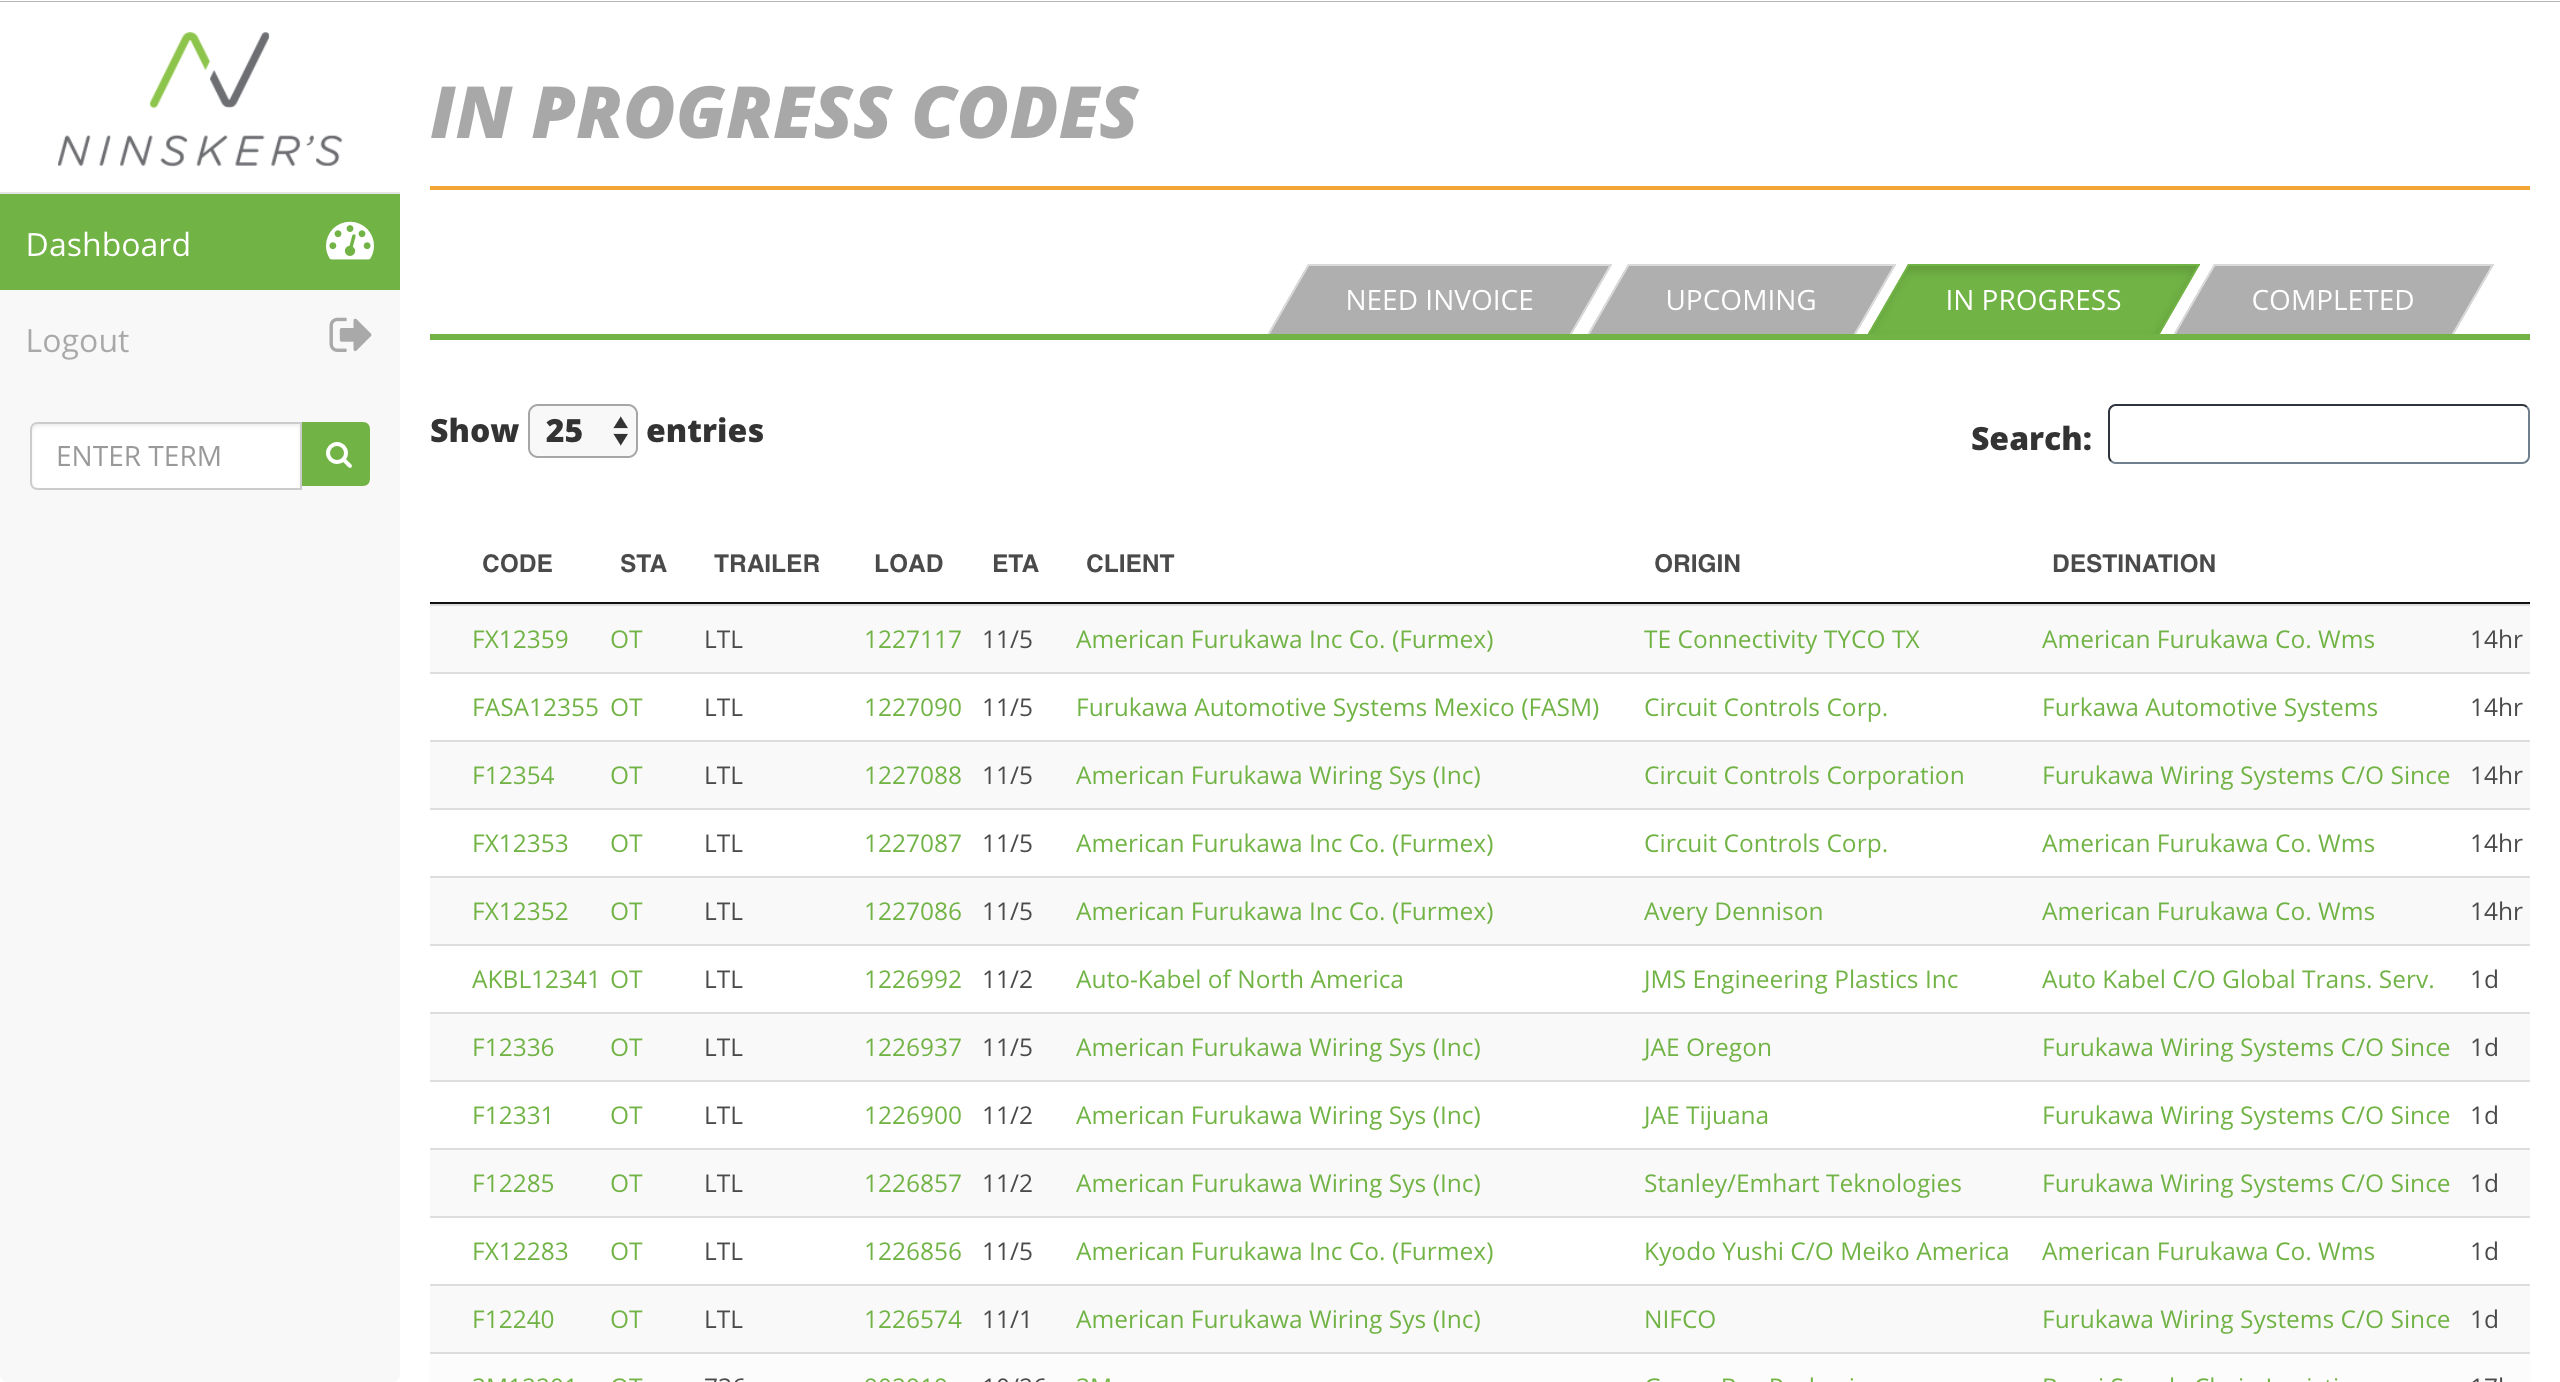 NINSKER'S
Dashboard
Logout
ENTER TERM
IN PROGRESS CODES
NEED INVOICE UPCOMING IN PROGRESS COMPLETED
Show 25 entries Search:
CODE STA TRAILER LOAD ETA CLIENT ORIGIN DESTINATION
FX12359 OT LTL 1227117 11/5 American Furukawa Inc Co. (Furmex) TE Connectivity TYCO TX American Furukawa Co. Wms 14hr
FASA12355 OT LTL 1227090 11/5 Furukawa Automotive Systems Mexico (FASM) Circuit Controls Corp. Furkawa Automotive Systems 14hr
F12354 OT LTL 1227088 11/5 American Furukawa Wiring Sys (Inc) Circuit Controls Corporation Furukawa Wiring Systems C/O Since 14hr
FX12353 OT LTL 1227087 11/5 American Furukawa Inc Co. (Furmex) Circuit Controls Corp. American Furukawa Co. Wms 14hr
FX12352 OT LTL 1227086 11/5 American Furukawa Inc Co. (Furmex) Avery Dennison American Furukawa Co. Wms 14hr
AKBL12341 OT LTL 1226992 11/2 Auto-Kabel of North America JMS Engineering Plastics Inc Auto Kabel C/O Global Trans. Serv. 1d
F12336 OT LTL 1226937 11/5 American Furukawa Wiring Sys (Inc) JAE Oregon Furukawa Wiring Systems C/O Since 1d
F12331 OT LTL 1226900 11/2 American Furukawa Wiring Sys (Inc) JAE Tijuana Furukawa Wiring Systems C/O Since 1d
F12285 OT LTL 1226857 11/2 American Furukawa Wiring Sys (Inc) Stanley/Emhart Teknologies Furukawa Wiring Systems C/O Since 1d
FX12283 OT LTL 1226856 11/5 American Furukawa Inc Co. (Furmex) Kyodo Yushi C/O Meiko America American Furukawa Co. Wms 1d
F12240 OT LTL 1226574 11/1 American Furukawa Wiring Sys (Inc) NIFCO Furukawa Wiring Systems C/O Since 1d